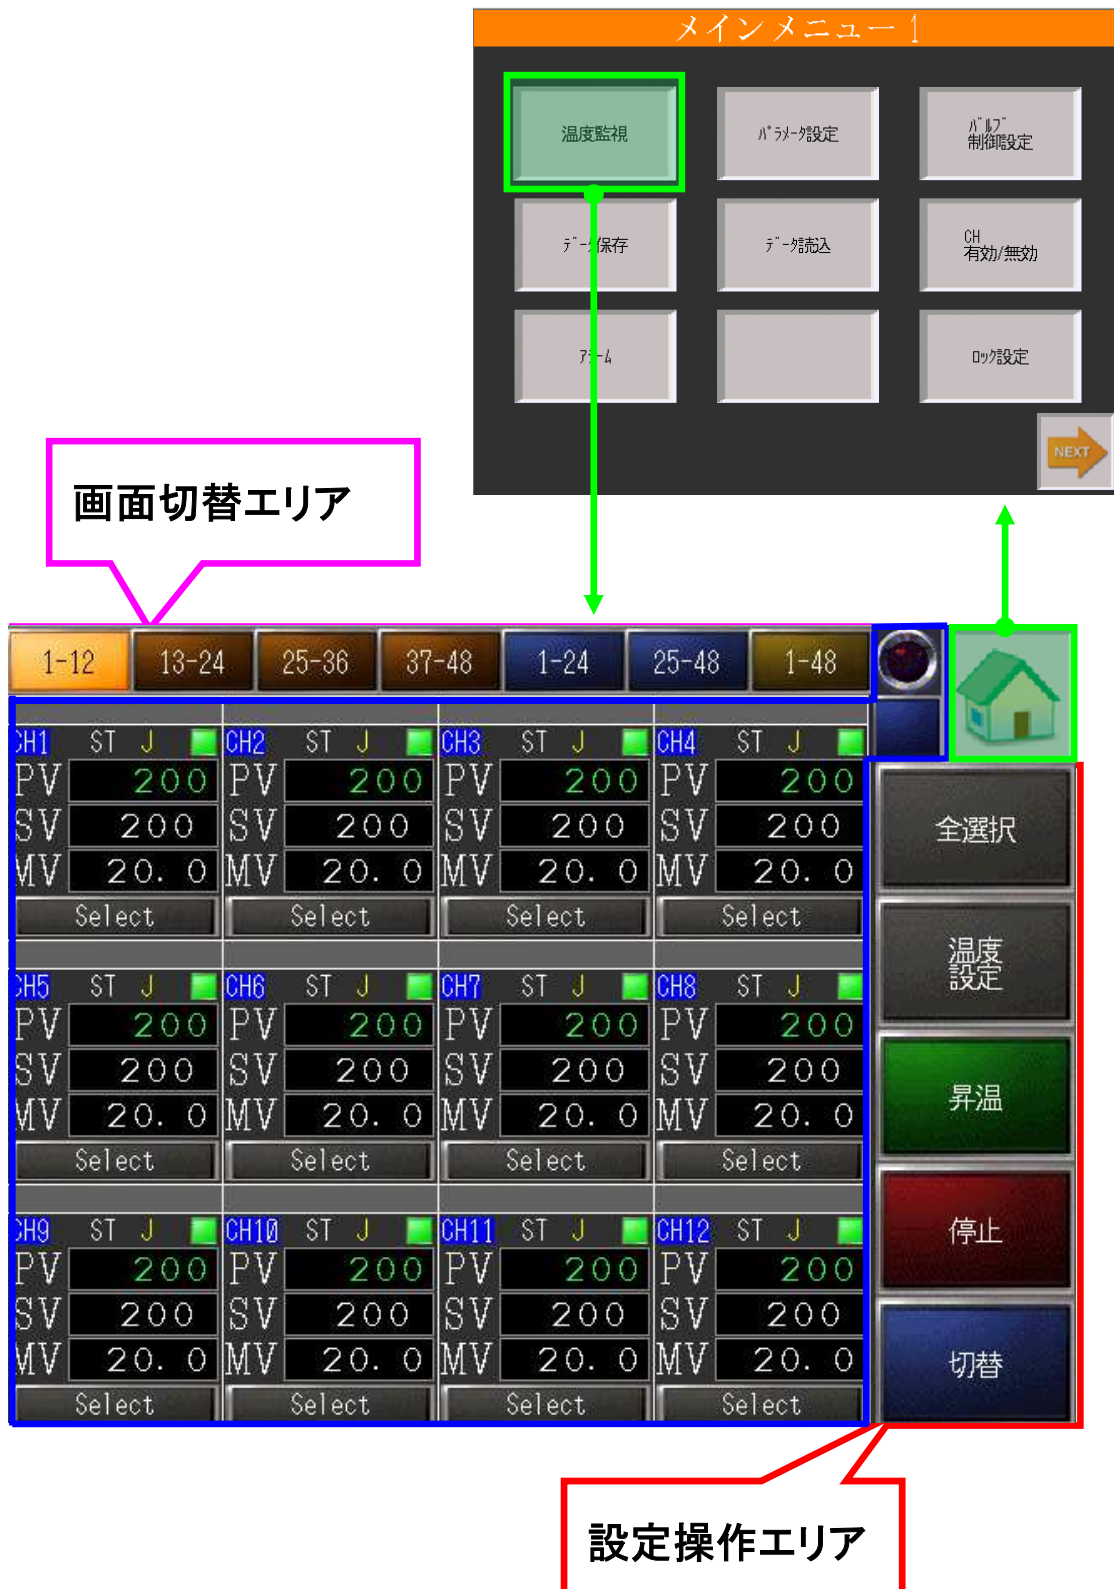 メインメニュー1
温度監視
ﾊﾟﾗﾒｰﾀ設定
ﾊﾞﾙﾌﾞ
制御設定
ﾃﾞｰﾀ保存
ﾃﾞｰﾀ読込
CH
有効/無効
ｱﾗｰﾑ
ﾛｯｸ設定
NEXT
画面切替エリア
1-12 13-24 25-36 37-48 1-24 25-48 1-48
CH1 ST J CH2 ST J CH3 ST J CH4 ST J
PV 200 PV 200 PV 200 PV 200
SV 200 SV 200 SV 200 SV 200
MV 20.0 MV 20.0 MV 20.0 MV 20.0
Select Select Select Select
CH5 ST J CH6 ST J CH7 ST J CH8 ST J
PV 200 PV 200 PV 200 PV 200
SV 200 SV 200 SV 200 SV 200
MV 20.0 MV 20.0 MV 20.0 MV 20.0
Select Select Select Select
CH9 ST J CH10 ST J CH11 ST J CH12 ST J
PV 200 PV 200 PV 200 PV 200
SV 200 SV 200 SV 200 SV 200
MV 20.0 MV 20.0 MV 20.0 MV 20.0
Select Select Select Select
全選択
温度
設定
昇温
停止
切替
設定操作エリア